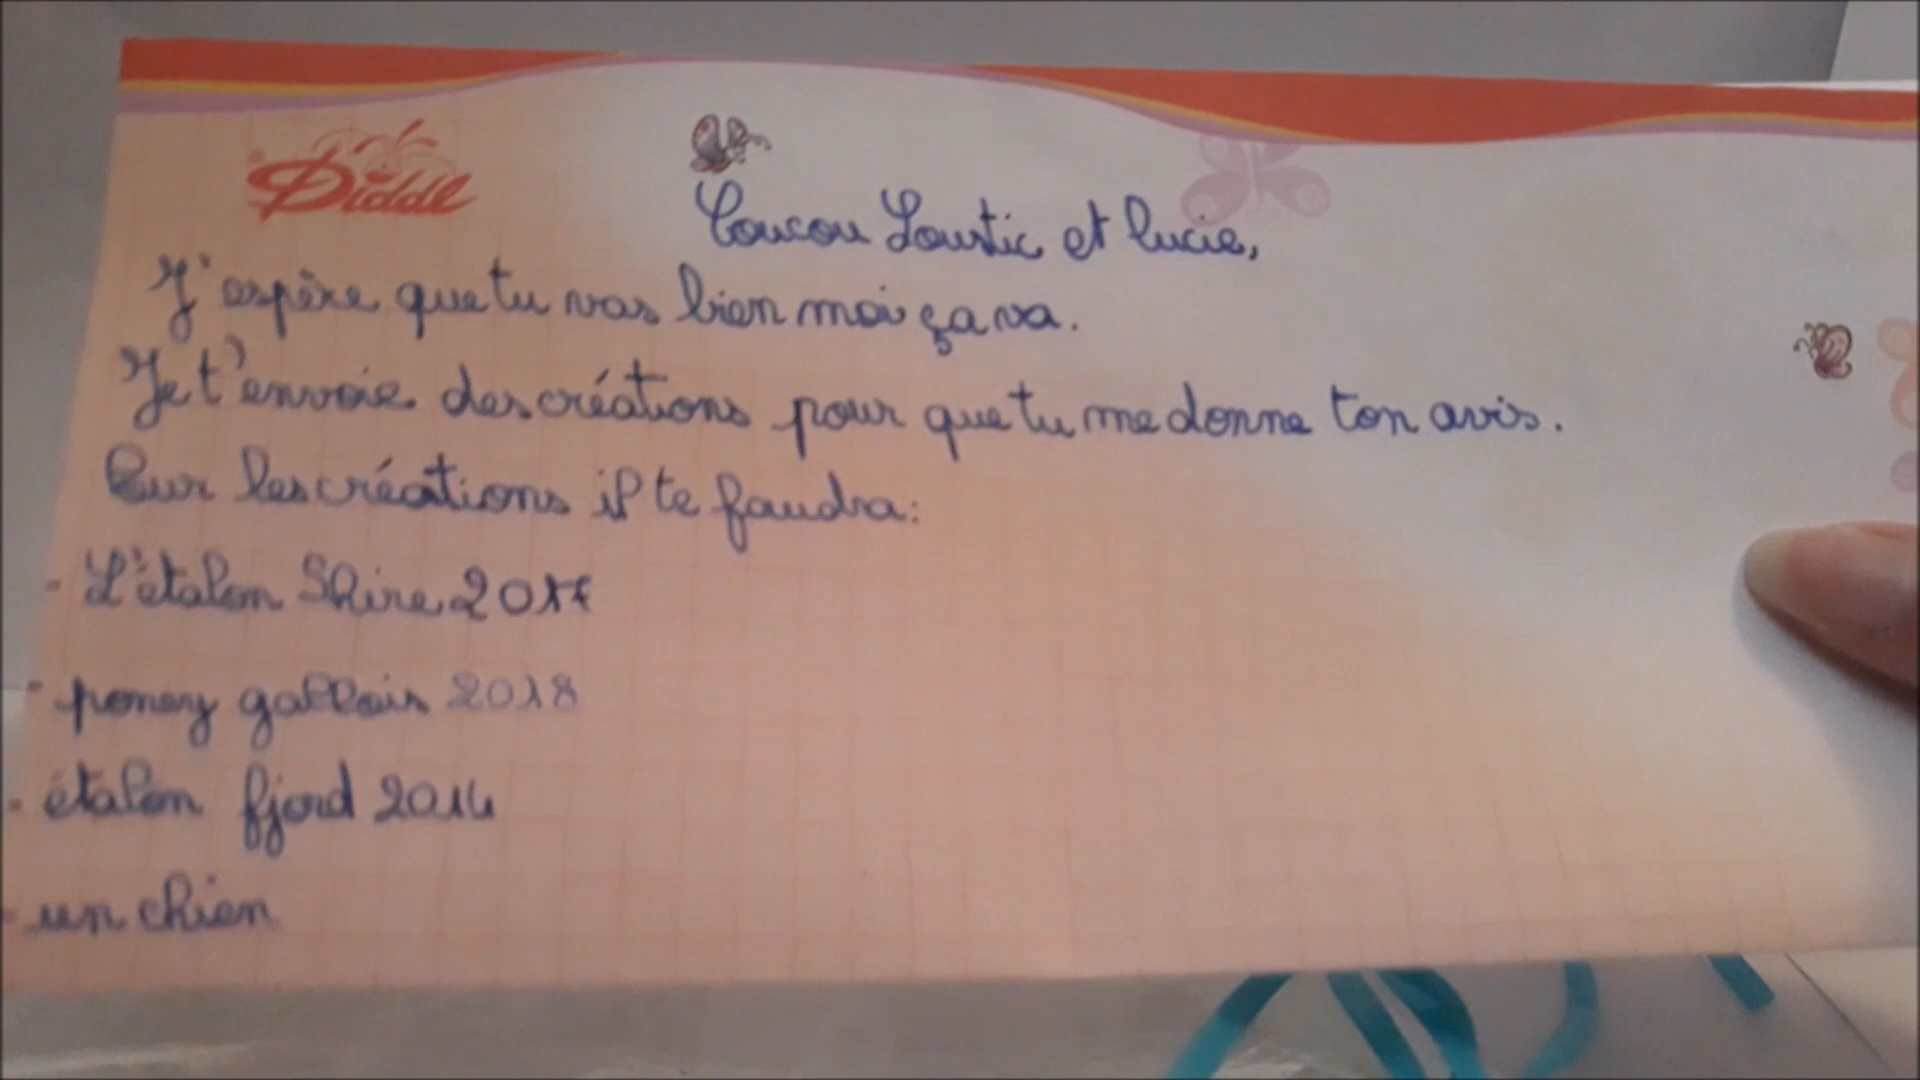 Diddl
Coucou Loustic et lucie,
J'espère que tu vas bien moi ça va.
Je t'envoie des créations pour que tu me donne ton avis.
Pour les créations il te faudra:
- L'étalon Shire 2017
- poney gallois 2018
- étalon fjord 2014
- un chien